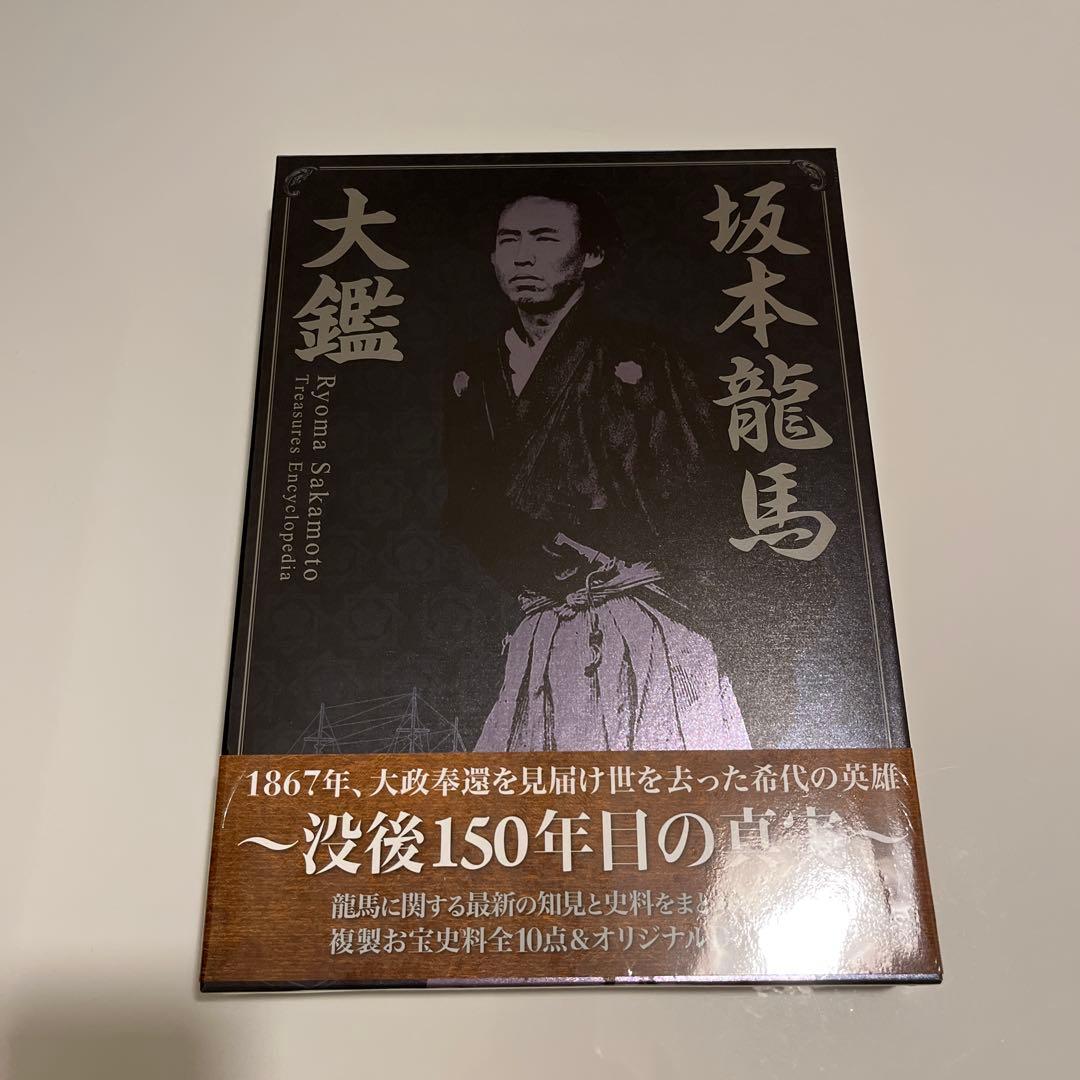 坂本龍馬
大鑑
Ryoma Sakamoto
Treasures Encyclopedia
1867年、大政奉還を見届け世を去った希代の英雄
～没後150年目の真実～
龍馬に関する最新の知見と史料をまと
複製お宝史料全10点&オリジナル